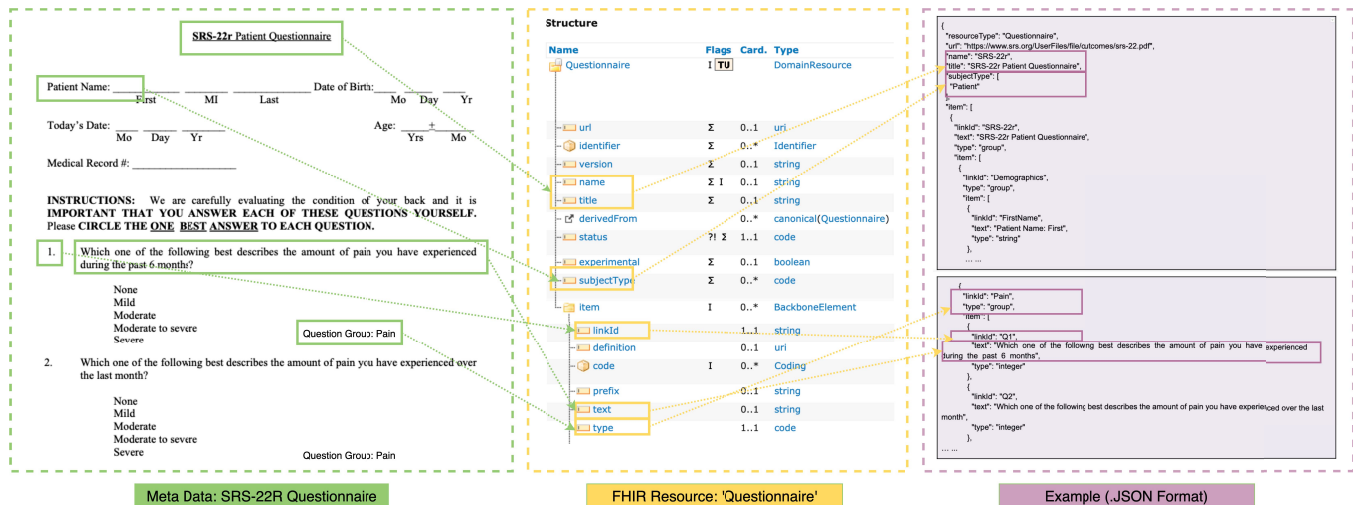 SRS-22r Patient Questionnaire
Patient Name: ____ ____ ____ Date of Birth: ____ ____ ____
First MI Last Mo Day Yr
Today's Date: ____ ____ ____ Age: ____+____
Mo Day Yr Yrs Mo
Medical Record #: ____
INSTRUCTIONS: We are carefully evaluating the condition of your back and it is
IMPORTANT THAT YOU ANSWER EACH OF THESE QUESTIONS YOURSELF.
Please CIRCLE THE ONE BEST ANSWER TO EACH QUESTION.
1. Which one of the following best describes the amount of pain you have experienced
during the past 6 months?
None
Mild
Moderate
Moderate to severe
Severe
Question Group: Pain
2. Which one of the following best describes the amount of pain you have experienced over
the last month?
None
Mild
Moderate
Moderate to severe
Severe
Question Group: Pain
Meta Data: SRS-22R Questionnaire
Structure
Name Flags Card. Type
Questionnaire I TU DomainResource
url Σ 0..1 uri
identifier Σ 0..* Identifier
version Σ 0..1 string
name Σ I 0..1 string
title Σ 0..1 string
derivedFrom 0..* canonical(Questionnaire)
status ?! Σ 1..1 code
experimental Σ 0..1 boolean
subjectType Σ 0..* code
item I 0..* BackboneElement
linkId 1..1 string
definition 0..1 uri
code I 0..* Coding
prefix 0..1 string
text 0..1 string
type 1..1 code
FHIR Resource: 'Questionnaire'
{
"resourceType": "Questionnaire",
"url": "https://www.srs.org/UserFiles/file/outcomes/srs-22.pdf",
"name": "SRS-22r",
"title": "SRS-22r Patient Questionnaire",
"subjectType": [
"Patient"
],
"item": [
{
"linkId": "SRS-22r",
"text": "SRS-22r Patient Questionnaire",
"type": "group",
"item": [
{
"linkId": "Demographics",
"type": "group",
"item": [
{
"linkId": "FirstName",
"text": "Patient Name: First",
"type": "string"
},
... ...
{
"linkId": "Pain",
"type": "group",
"item": [
{
"linkId": "Q1",
"text": "Which one of the following best describes the amount of pain you have experienced
during the past 6 months",
"type": "integer"
},
{
"linkId": "Q2",
"text": "Which one of the following best describes the amount of pain you have experienced over the last
month",
"type": "integer"
},
... ...
Example (.JSON Format)